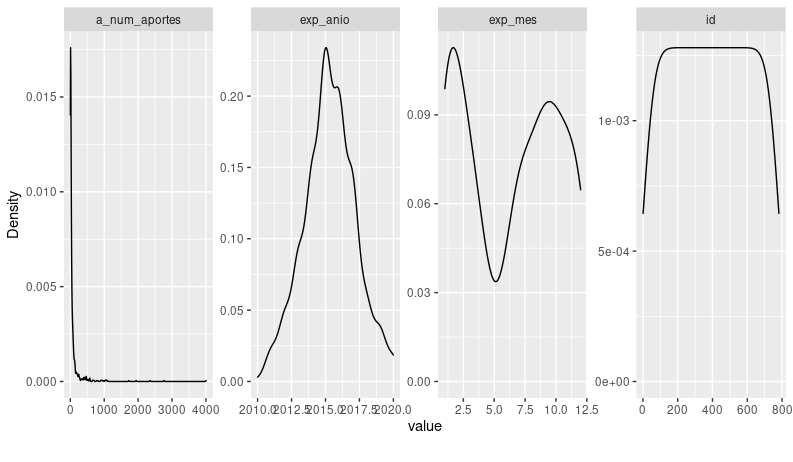 a_num_aportes
exp_anio
exp_mes
id
Density
0.015
0.010
0.005
0.000
0.20
0.15
0.10
0.05
0.00
0.09
0.06
0.03
0.00
1e-03
5e-04
0e+00
0 1000 2000 3000 4000
2010.0 2012.5 2015.0 2017.5 2020.0
2.5 5.0 7.5 10.0 12.5
0 200 400 600 800
value